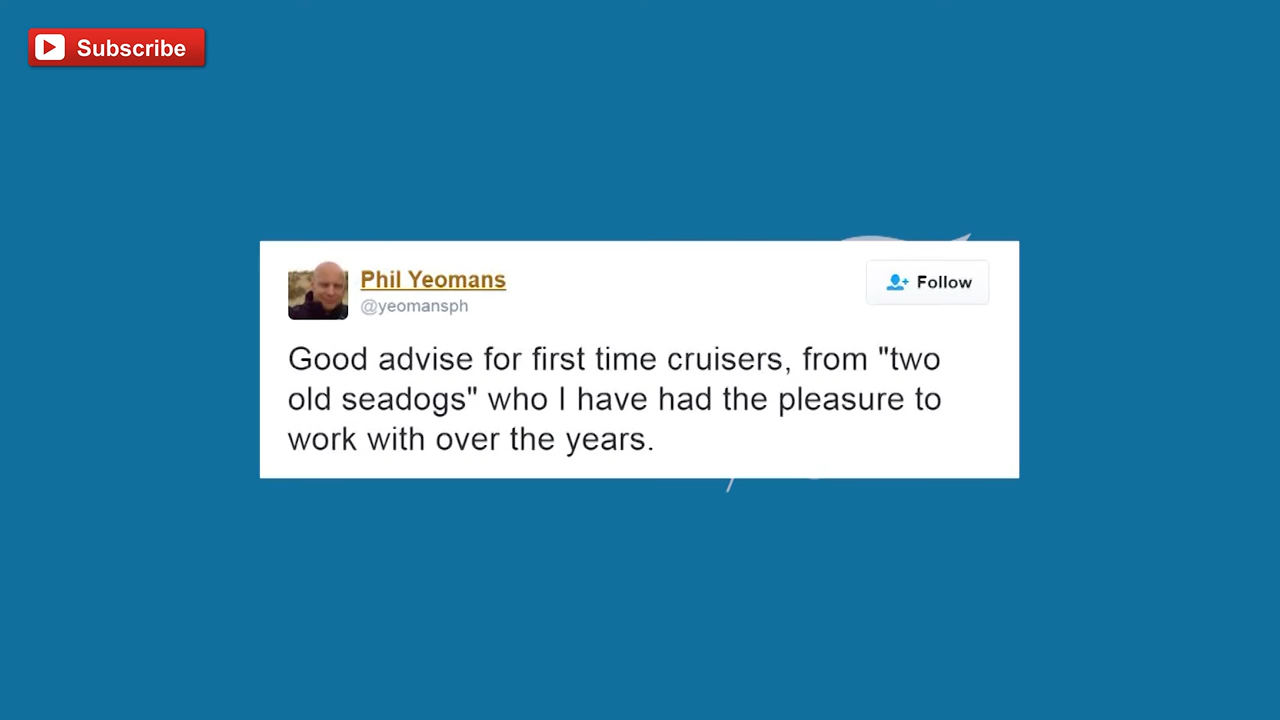 Subscribe
Phil Yeomans
Follow
@yeomansph
Good advise for first time cruisers, from "two
old seadogs" who I have had the pleasure to
work with over the years.